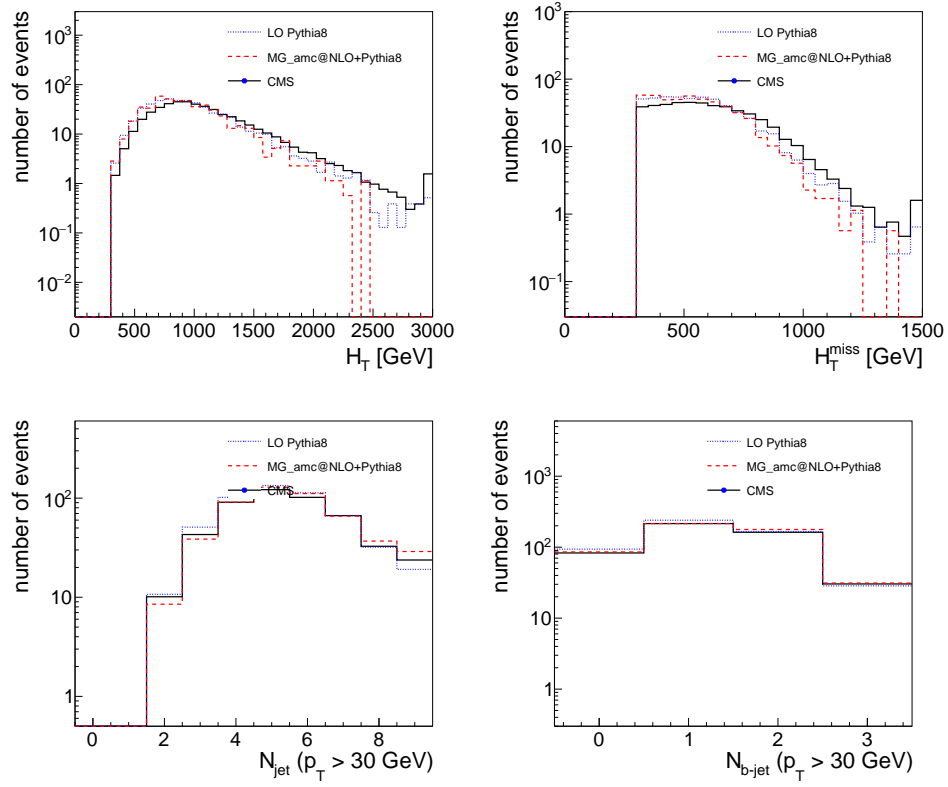 number of events
10³
10²
10
1
10⁻¹
10⁻²
LO Pythia8
MG_amc@NLO+Pythia8
CMS
0 500 1000 1500 2000 2500 3000
H_T [GeV]
number of events
10³
10²
10
1
10⁻¹
LO Pythia8
MG_amc@NLO+Pythia8
CMS
0 500 1000 1500
H_T^miss [GeV]
number of events
10²
10
1
LO Pythia8
MG_amc@NLO+Pythia8
CMS
0 2 4 6 8
N_jet (p_T > 30 GeV)
number of events
10³
10²
10
1
LO Pythia8
MG_amc@NLO+Pythia8
CMS
0 1 2 3
N_b-jet (p_T > 30 GeV)